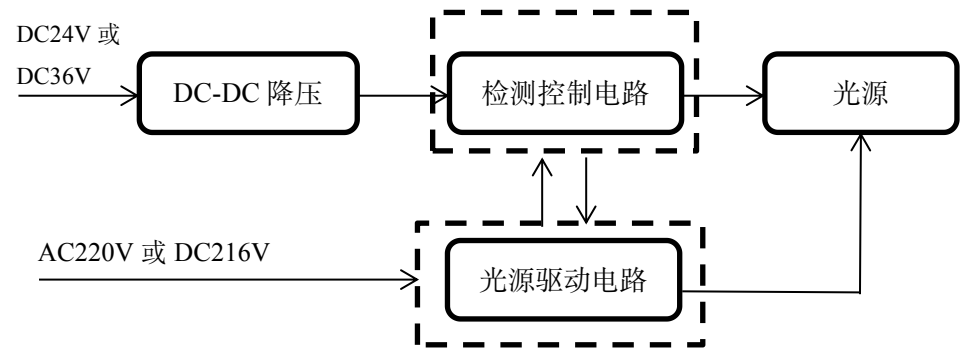 DC24V 或
DC36V
DC-DC 降压
检测控制电路
光源
AC220V 或 DC216V
光源驱动电路